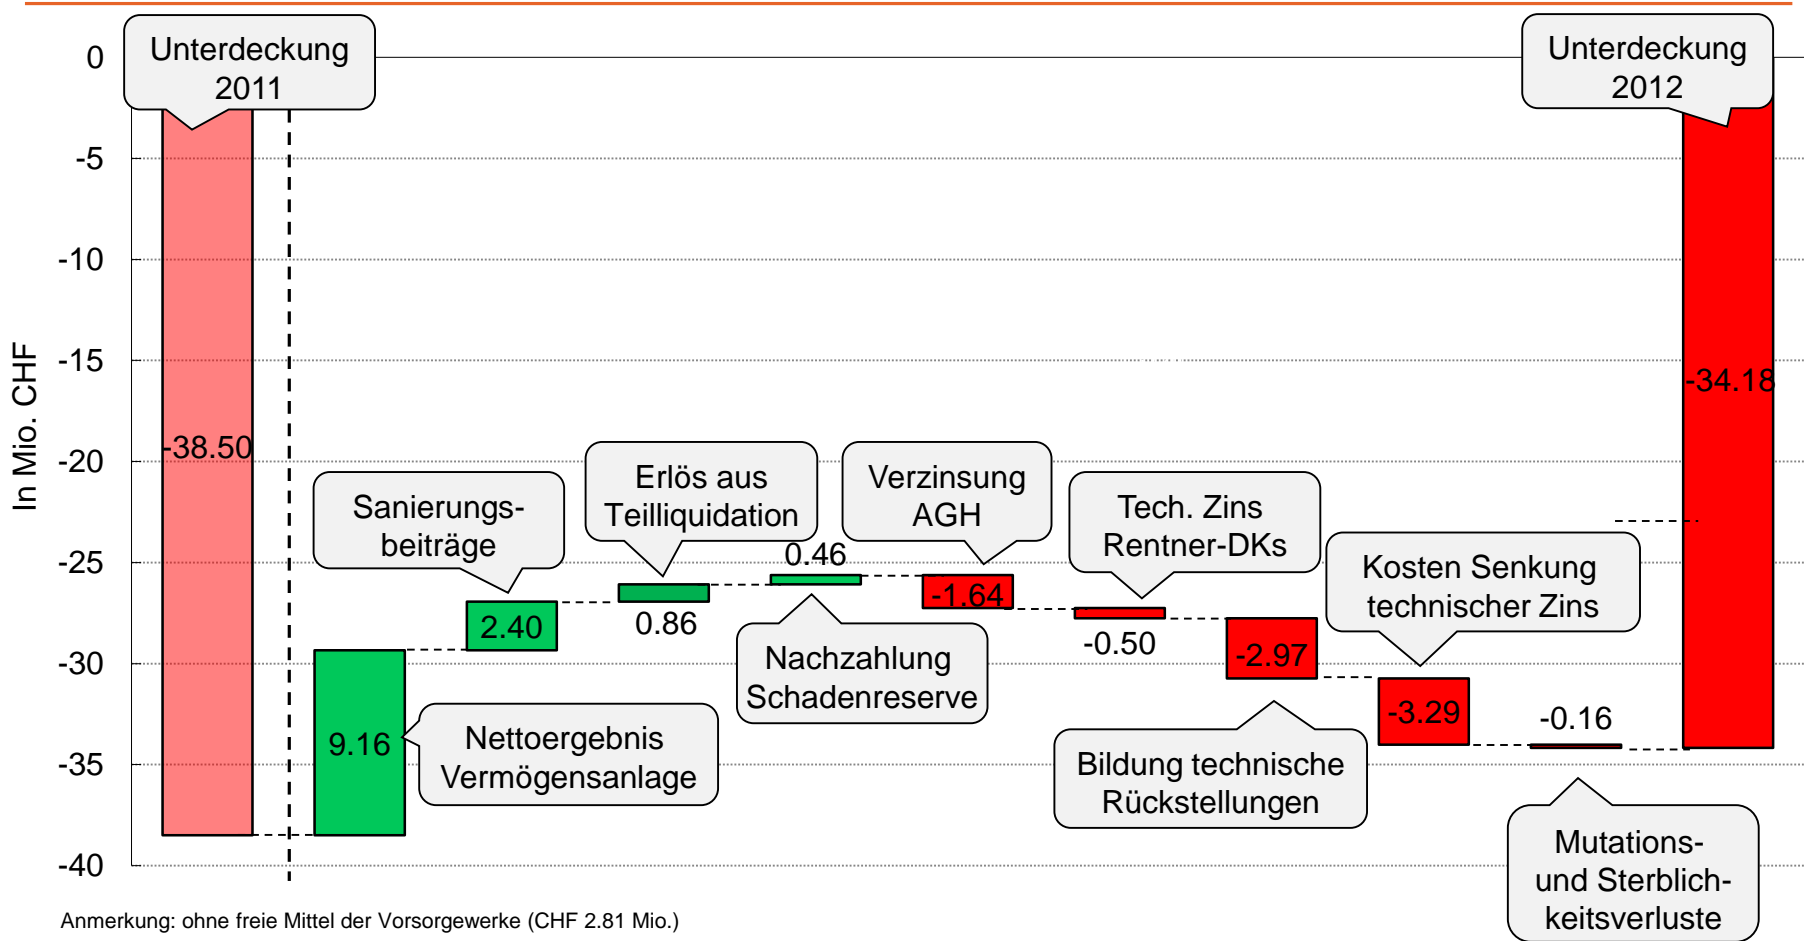 Unterdeckung
2011
Unterdeckung
2012
0
-5
-10
-15
-20
-25
-30
-35
-40
In Mio. CHF
-38.50
-34.18
Sanierungs-
beiträge
Erlös aus
Teilliquidation
Verzinsung
AGH
Tech. Zins
Rentner-DKs
Kosten Senkung
technischer Zins
0.46
-1.64
2.40
0.86
-0.50
-2.97
-3.29
-0.16
9.16
Nettoergebnis
Vermögensanlage
Nachzahlung
Schadenreserve
Bildung technische
Rückstellungen
Mutations-
und Sterblich-
keitsverluste
Anmerkung: ohne freie Mittel der Vorsorgewerke (CHF 2.81 Mio.)